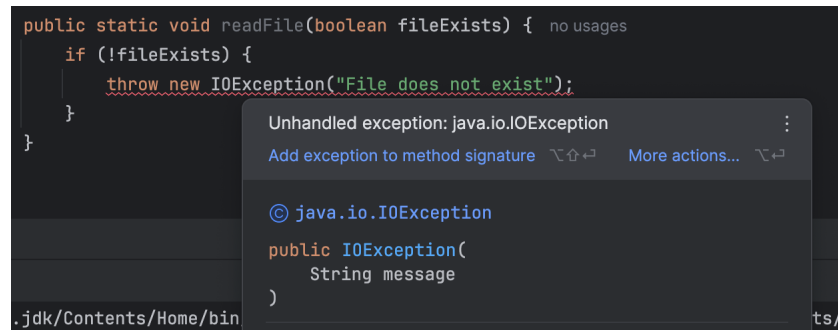 public static void readFile(boolean fileExists) { no usages
if (!fileExists) {
throw new IOException("File does not exist");
}
}
Unhandled exception: java.io.IOException
Add exception to method signature ⌥⇧⏎ More actions... ⌥⏎
© java.io.IOException
public IOException(
String message
)
.jdk/Contents/Home/bin
ts/